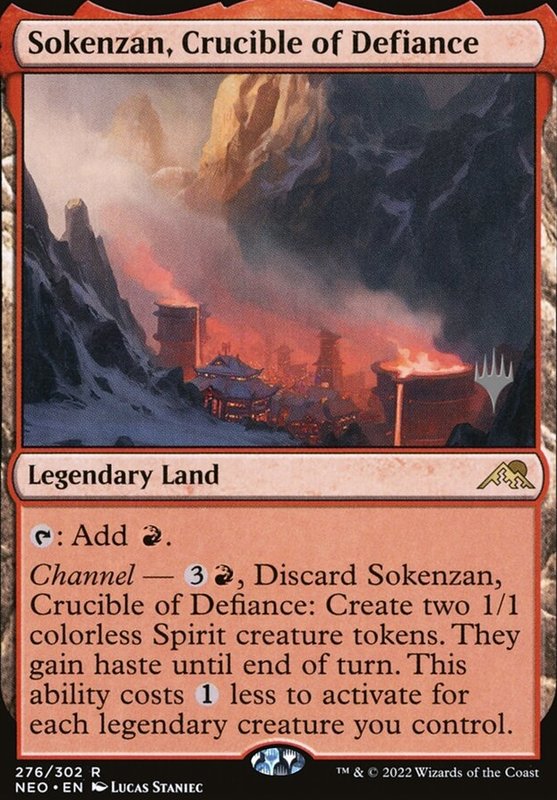 Sokenzan, Crucible of Defiance
Legendary Land
: Add .
Channel — 3, Discard Sokenzan,
Crucible of Defiance: Create two 1/1
colorless Spirit creature tokens. They
gain haste until end of turn. This
ability costs 1 less to activate for
each legendary creature you control.
276/302 R
NEO • EN Lucas Staniec
™ & © 2022 Wizards of the Coast